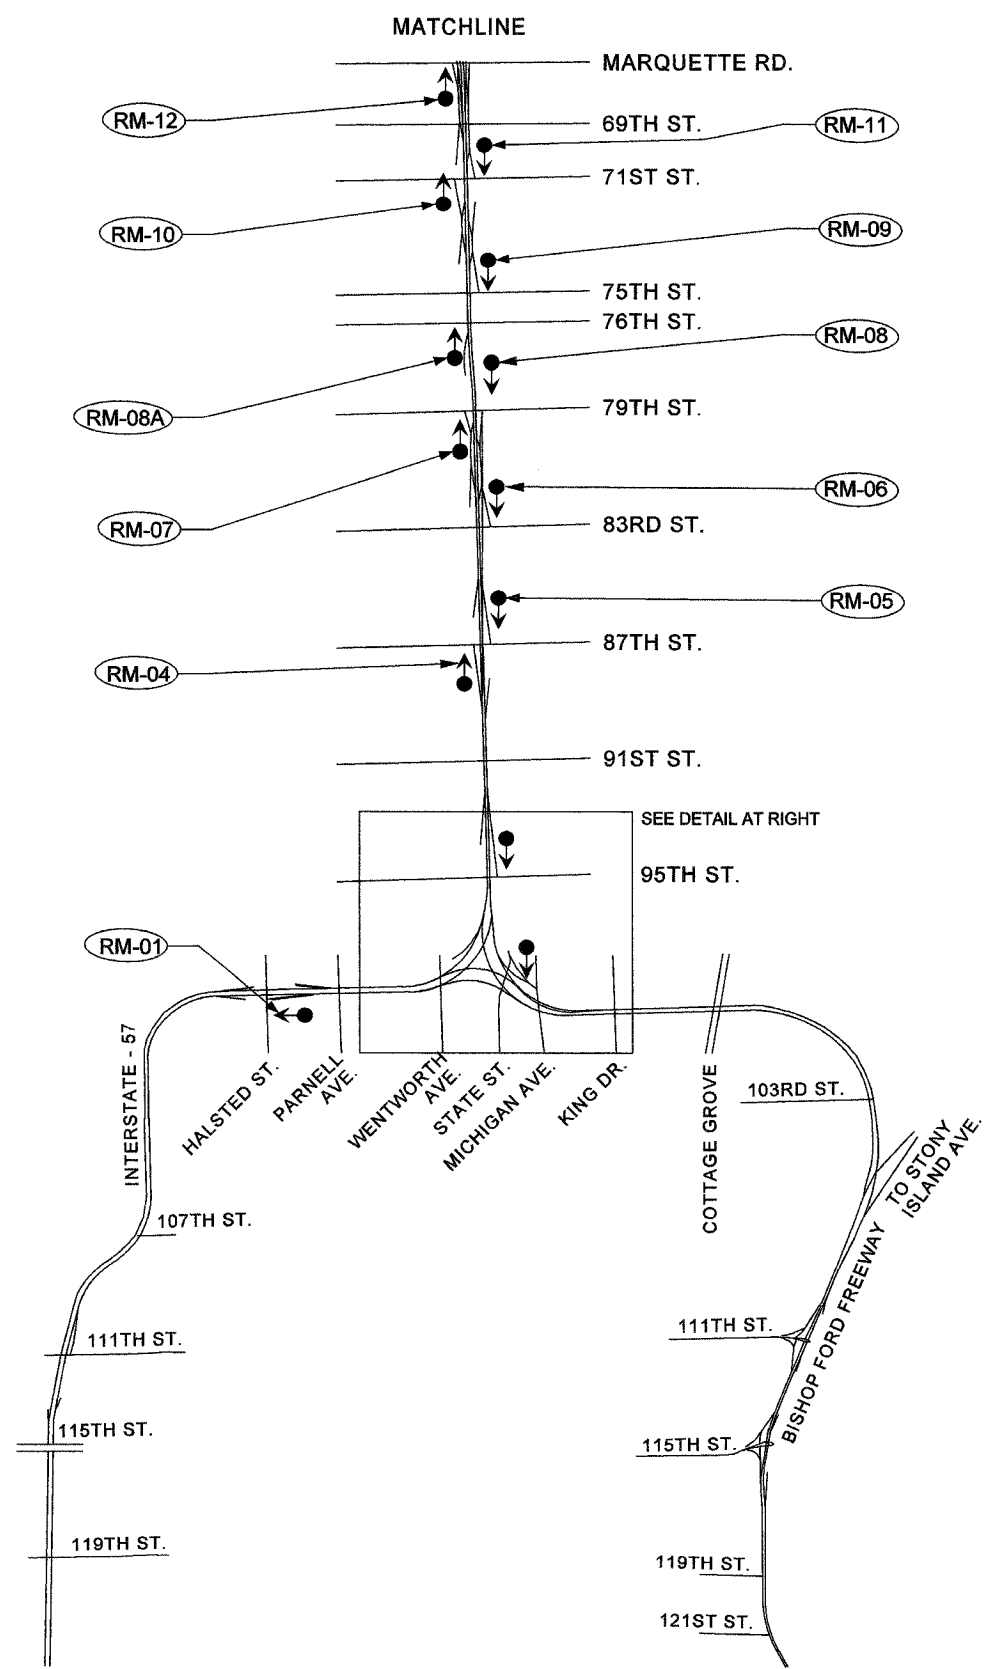 MATCHLINE
MARQUETTE RD.
RM-12
69TH ST.
RM-11
71ST ST.
RM-10
RM-09
75TH ST.
76TH ST.
RM-08
RM-08A
79TH ST.
RM-07
RM-06
83RD ST.
RM-05
87TH ST.
RM-04
91ST ST.
SEE DETAIL AT RIGHT
95TH ST.
RM-01
INTERSTATE - 57
HALSTED ST.
PARNELL
AVE.
WENTWORTH
AVE.
STATE ST.
MICHIGAN AVE.
KING DR.
COTTAGE GROVE
103RD ST.
TO STONY
ISLAND AVE.
107TH ST.
BISHOP FORD FREEWAY
111TH ST.
111TH ST.
115TH ST.
115TH ST.
119TH ST.
119TH ST.
121ST ST.